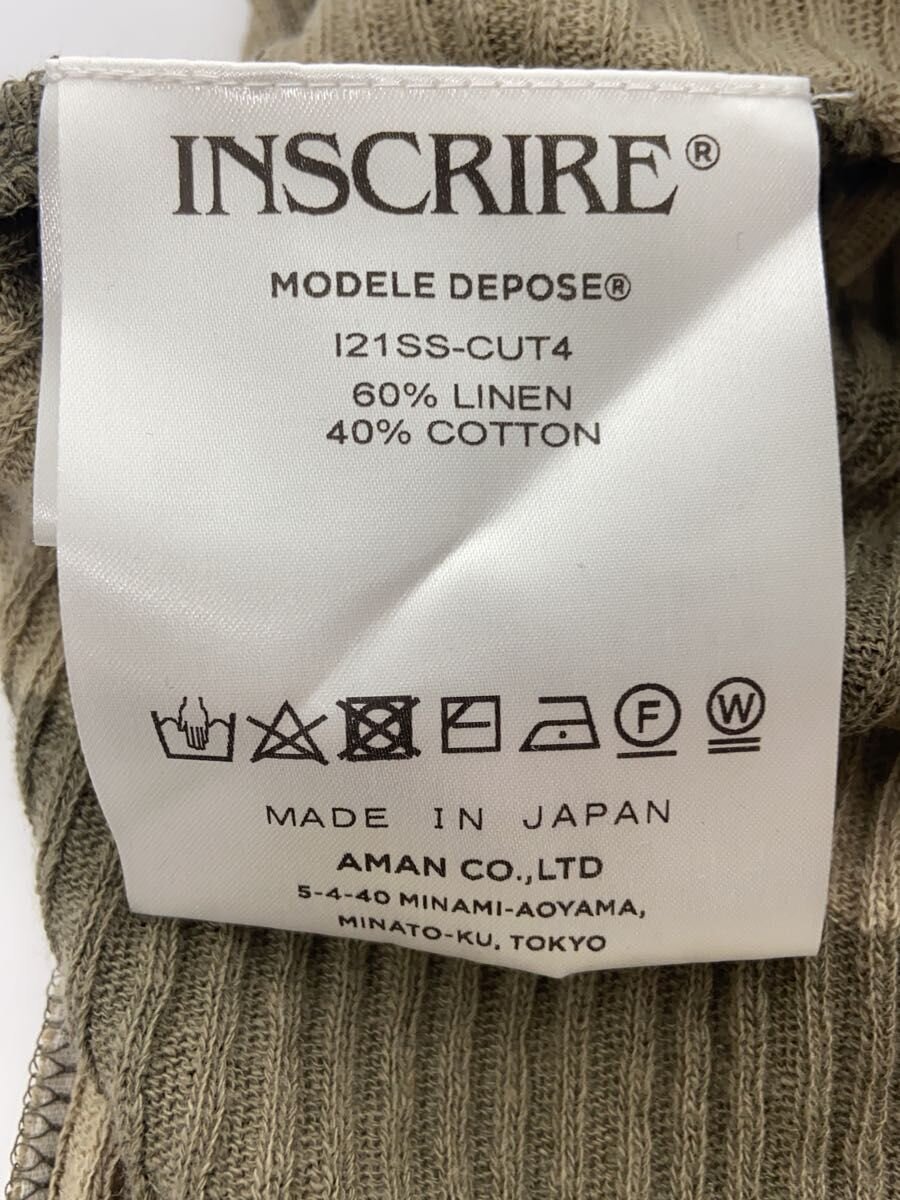 INSCRIRE®
MODELE DEPOSE®
I21SS-CUT4
60% LINEN
40% COTTON
F W
MADE IN JAPAN
AMAN CO.,LTD
5-4-40 MINAMI-AOYAMA,
MINATO-KU, TOKYO